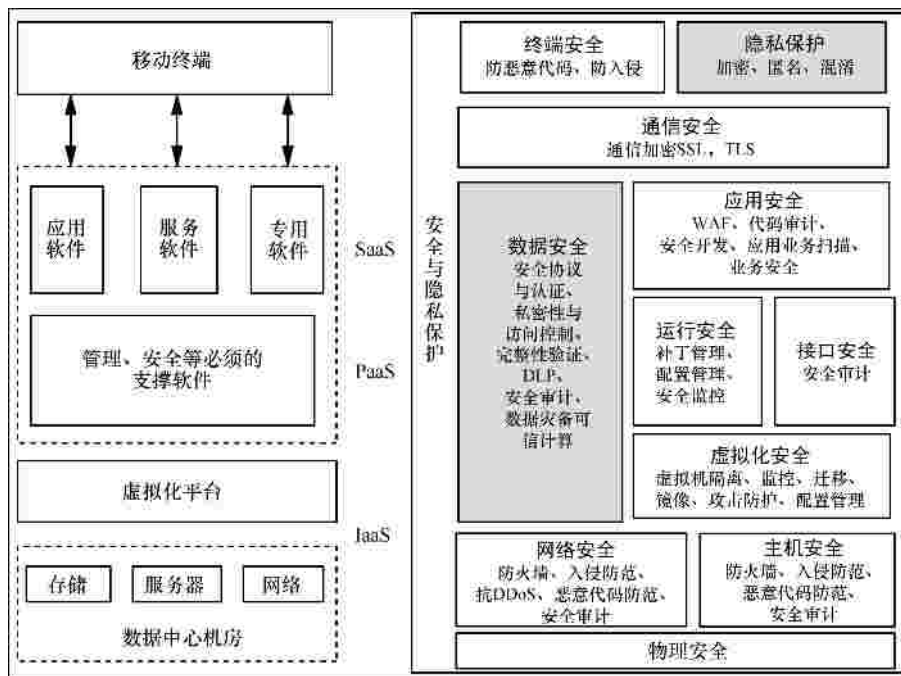 移动终端
应用
软件
服务
软件
专用
软件
SaaS
管理、安全等必须的
支撑软件
PaaS
虚拟化平台
IaaS
存储
服务器
网络
数据中心机房
安全与隐私保护
终端安全
防恶意代码、防入侵
隐私保护
加密、匿名、混淆
通信安全
通信加密SSL，TLS
数据安全
安全协议
与认证、
私密性与
访问控制、
完整性验证、
DLP、
安全审计、
数据灾备可
信计算
应用安全
WAF、代码审计、
安全开发、应用业务扫描、
业务安全
运行安全
补丁管理、
配置管理、
安全监控
接口安全
安全审计
虚拟化安全
虚拟机隔离、监控、迁移、
镜像、攻击防护、配置管理
网络安全
防火墙、入侵防范、
抗DDoS、恶意代码防范、
安全审计
主机安全
防火墙、入侵防范、
恶意代码防范、
安全审计
物理安全